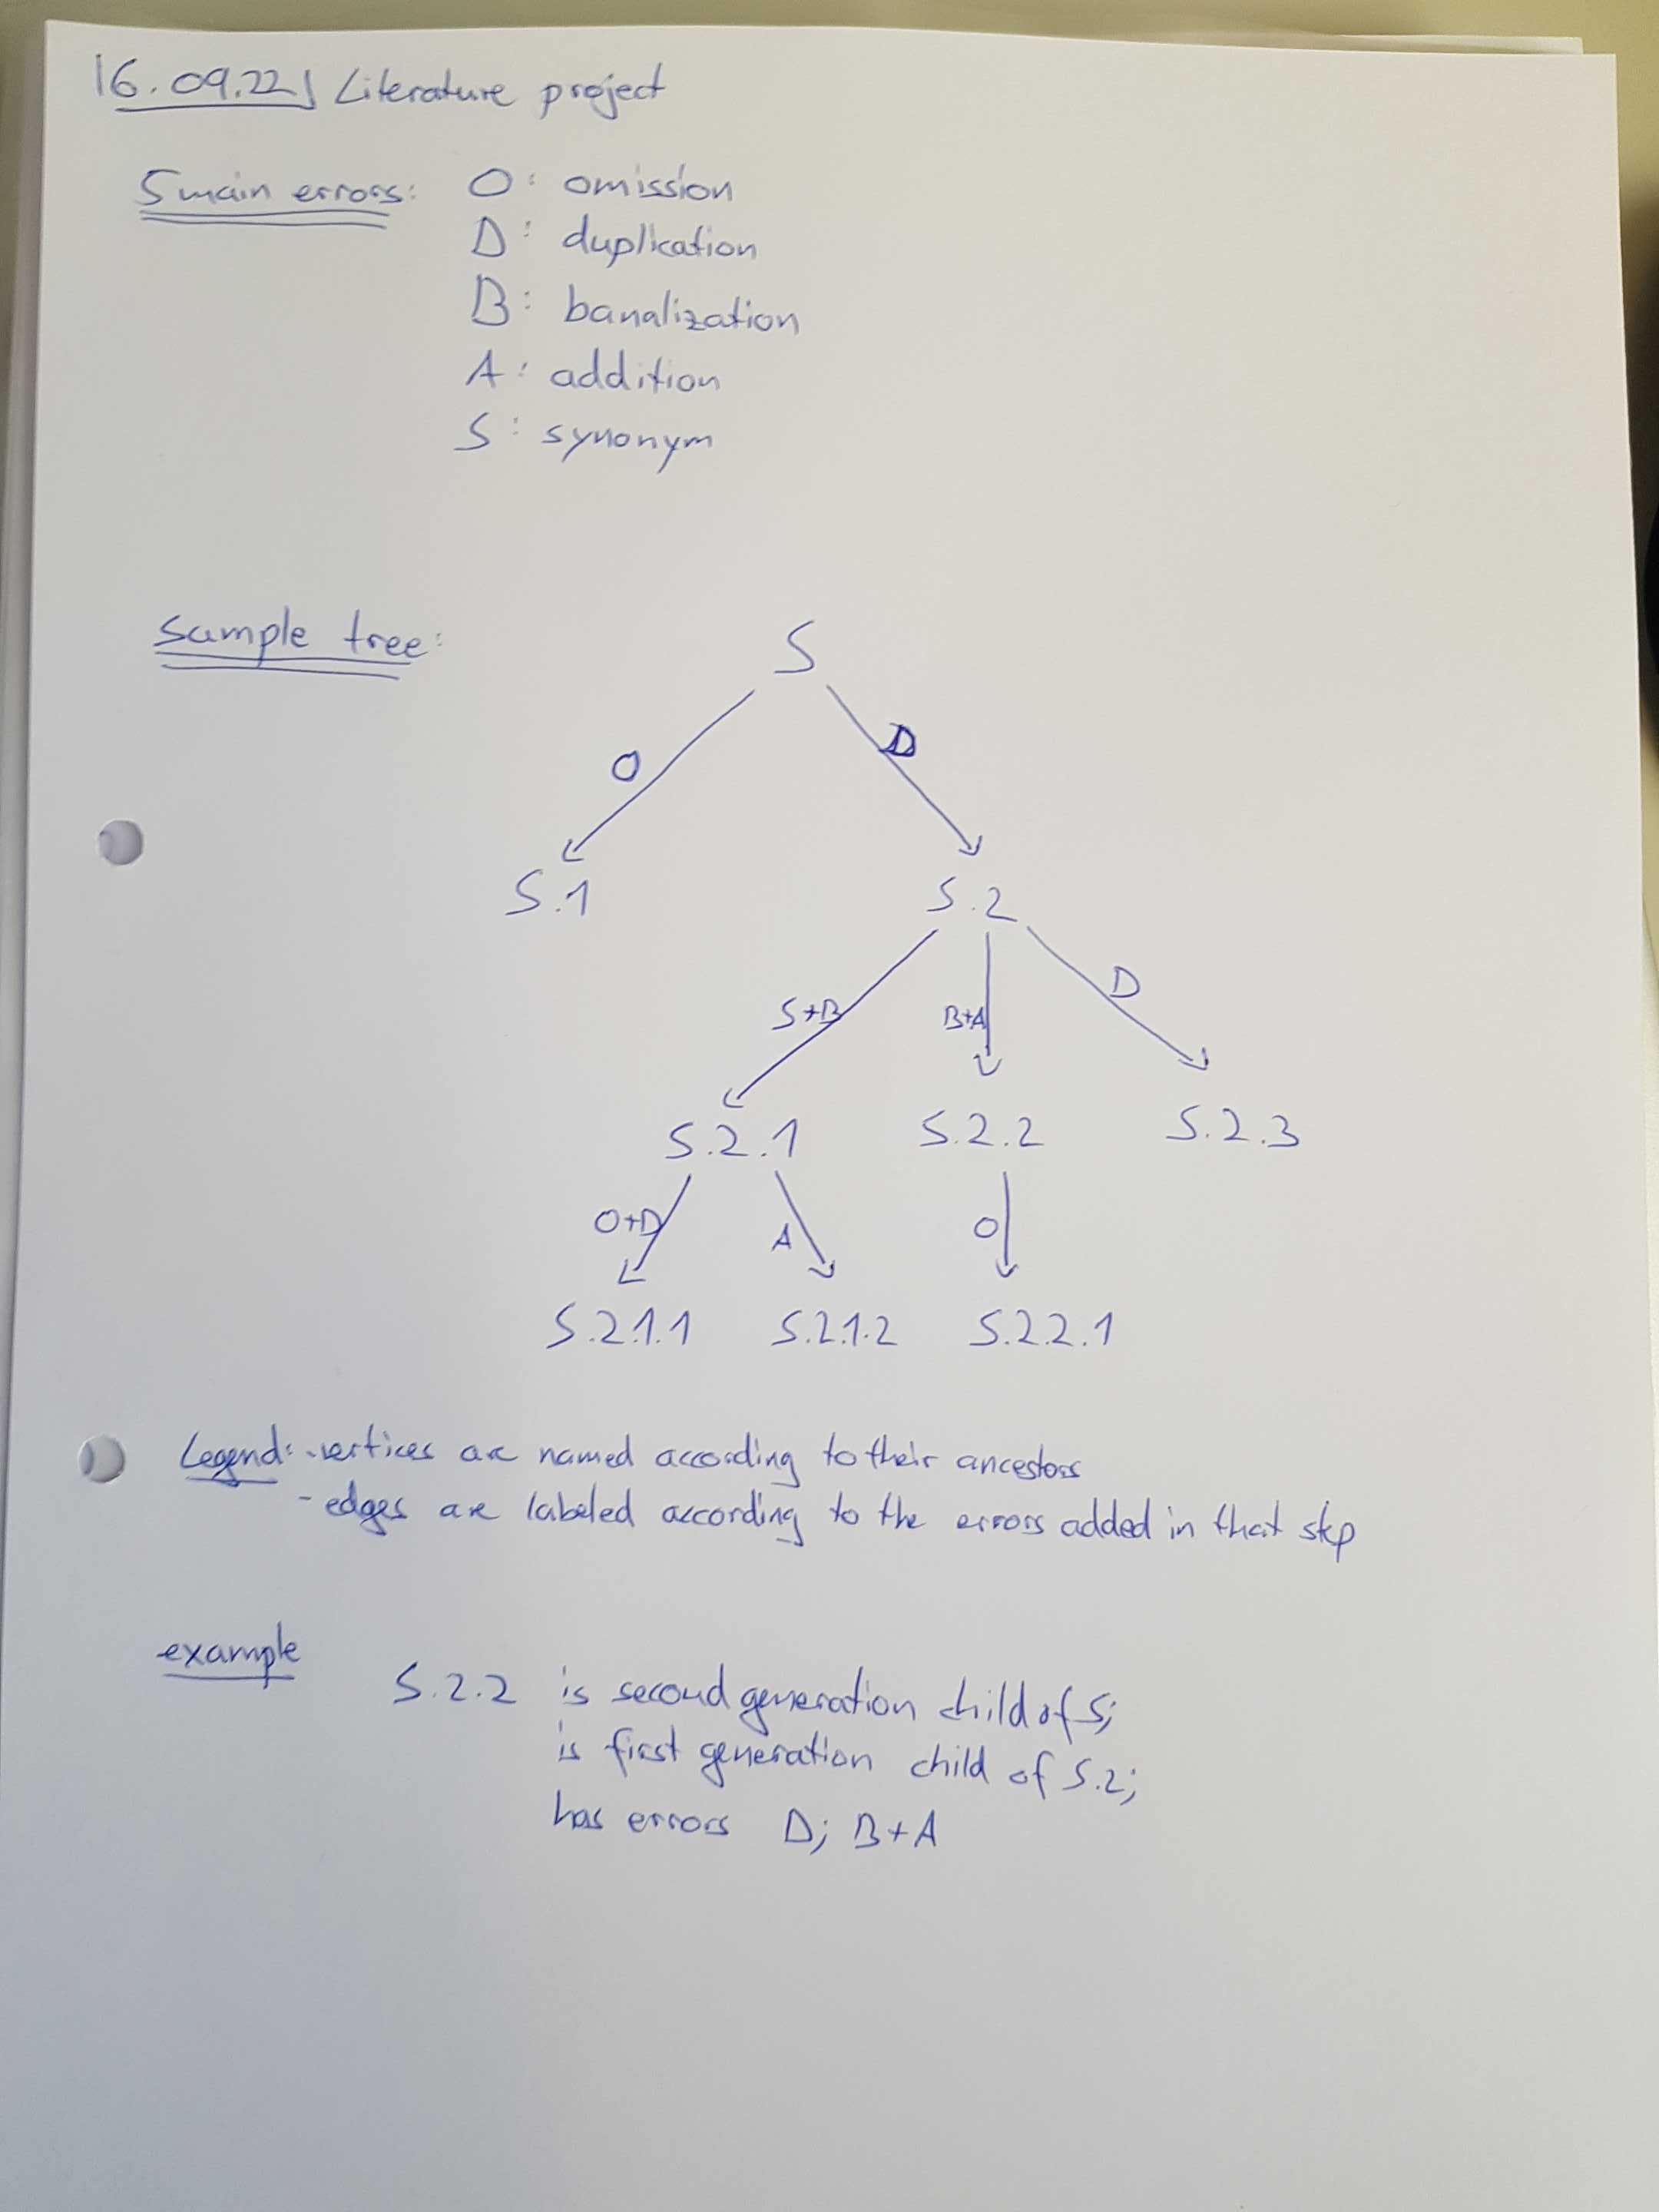 16.09.22 Literature project
5 main errors: O: omission
D: duplication
B: banalization
A: addition
S: synonym
sample tree:
S
O D
S.1 S.2
S+B B+A D
S.2.1 S.2.2 S.2.3
O+D A O
S.2.1.1 S.2.1.2 S.2.2.1
Legend: -vertices are named according to their ancestors
- edges are labeled according to the errors added in that step
example S.2.2 is second generation child of S;
is first generation child of S.2;
has errors D; B+A